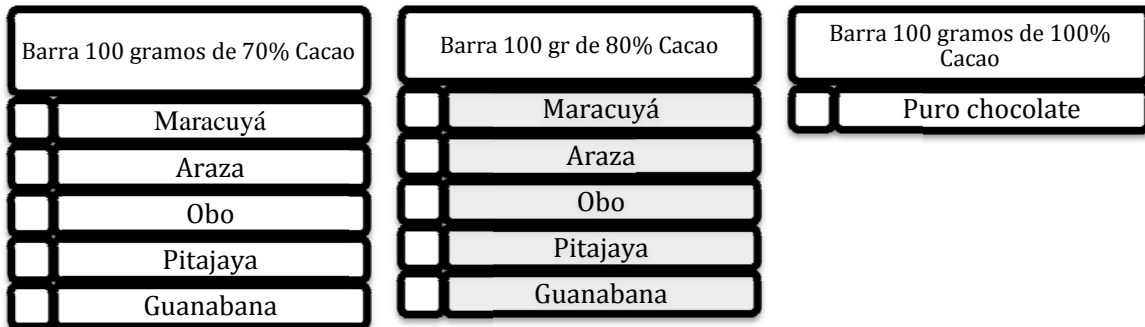 Barra 100 gramos de 70% Cacao
Maracuyá
Araza
Obo
Pitajaya
Guanabana
Barra 100 gr de 80% Cacao
Maracuyá
Araza
Obo
Pitajaya
Guanabana
Barra 100 gramos de 100%
Cacao
Puro chocolate